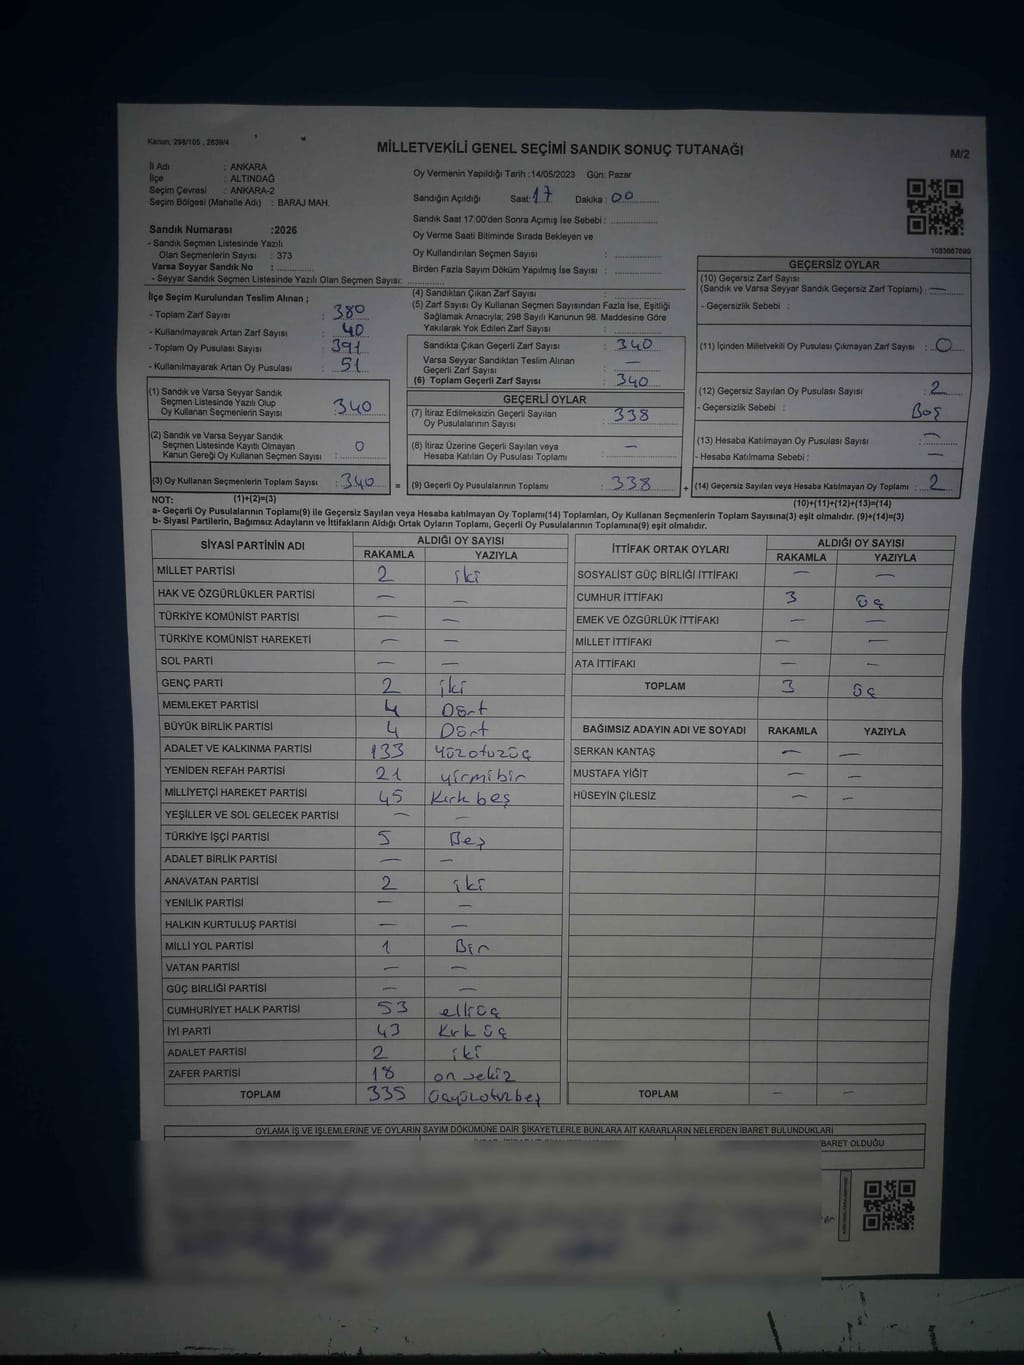 Kanun; 298/105 , 2839/4
MİLLETVEKİLİ GENEL SEÇİMİ SANDIK SONUÇ TUTANAĞI
M/2
İl Adı : ANKARA
İlçe : ALTINDAĞ
Seçim Çevresi : ANKARA-2
Seçim Bölgesi (Mahalle Adı) : BARAJ MAH.
Sandık Numarası :2026
- Sandık Seçmen Listesinde Yazılı
Olan Seçmenlerin Sayısı : 373
Varsa Seyyar Sandık No :
- Seyyar Sandık Seçmen Listesinde Yazılı Olan Seçmen Sayısı:
Oy Vermenin Yapıldığı Tarih :14/05/2023 Gün: Pazar
Sandığın Açıldığı Saat: 17 Dakika: 00
Sandık Saat 17:00'den Sonra Açımış İse Sebebi :
Oy Verme Saati Bitiminde Sırada Bekleyen ve
Oy Kullandırılan Seçmen Sayısı :
Birden Fazla Sayım Döküm Yapılmış İse Sayısı :
1083667699
İlçe Seçim Kurulundan Teslim Alınan ;
- Toplam Zarf Sayısı : 380
- Kullanılmayarak Artan Zarf Sayısı : 40
- Toplam Oy Pusulası Sayısı : 391
- Kullanılmayarak Artan Oy Pusulası : 51
(4) Sandıktan Çıkan Zarf Sayısı :
(5) Zarf Sayısı Oy Kullanan Seçmen Sayısından Fazla İse, Eşitliği
Sağlamak Amacıyla; 298 Sayılı Kanunun 98. Maddesine Göre
Yakılarak Yok Edilen Zarf Sayısı :
Sandıkta Çıkan Geçerli Zarf Sayısı : 340
Varsa Seyyar Sandıktan Teslim Alınan
Geçerli Zarf Sayısı : —
(6) Toplam Geçerli Zarf Sayısı : 340
GEÇERSİZ OYLAR
(10) Geçersiz Zarf Sayısı
(Sandık ve Varsa Seyyar Sandık Geçersiz Zarf Toplamı) : —
- Geçersizlik Sebebi :
(11) İçinden Milletvekili Oy Pusulası Çıkmayan Zarf Sayısı : 0
(12) Geçersiz Sayılan Oy Pusulası Sayısı : 2
- Geçersizlik Sebebi : Boş
(13) Hesaba Katılmayan Oy Pusulası Sayısı : —
- Hesaba Katılmama Sebebi : —
(14) Geçersiz Sayılan veya Hesaba Katılmayan Oy Toplamı : 2
(10)+(11)+(12)+(13)=(14)
(1) Sandık ve Varsa Seyyar Sandık
Seçmen Listesinde Yazılı Olup
Oy Kullanan Seçmenlerin Sayısı : 340
(2) Sandık ve Varsa Seyyar Sandık
Seçmen Listesinde Kayıtlı Olmayan
Kanun Gereği Oy Kullanan Seçmen Sayısı : 0
(3) Oy Kullanan Seçmenlerin Toplam Sayısı : 340 =
GEÇERLİ OYLAR
(7) İtiraz Edilmeksizin Geçerli Sayılan
Oy Pusulalarının Sayısı : 338
(8) İtiraz Üzerine Geçerli Sayılan veya
Hesaba Katılan Oy Pusulası Toplamı : —
(9) Geçerli Oy Pusulalarının Toplamı : 338 +
NOT: (1)+(2)=(3)
a- Geçerli Oy Pusulalarının Toplamı(9) ile Geçersiz Sayılan veya Hesaba katılmayan Oy Toplamı(14) Toplamları, Oy Kullanan Seçmenlerin Toplam Sayısına(3) eşit olmalıdır. (9)+(14)=(3)
b- Siyasi Partilerin, Bağımsız Adayların ve İttifakların Aldığı Ortak Oyların Toplamı, Geçerli Oy Pusulalarının Toplamına(9) eşit olmalıdır.
SİYASİ PARTİNİN ADI ALDIĞI OY SAYISI
RAKAMLA YAZIYLA
MİLLET PARTİSİ 2 iki
HAK VE ÖZGÜRLÜKLER PARTİSİ — —
TÜRKİYE KOMÜNİST PARTİSİ — —
TÜRKİYE KOMÜNİST HAREKETİ — —
SOL PARTİ — —
GENÇ PARTİ 2 iki
MEMLEKET PARTİSİ 4 Dört
BÜYÜK BİRLİK PARTİSİ 4 Dört
ADALET VE KALKINMA PARTİSİ 133 Yüzotuzüç
YENİDEN REFAH PARTİSİ 21 yirmibir
MİLLİYETÇİ HAREKET PARTİSİ 45 Kırk beş
YEŞİLLER VE SOL GELECEK PARTİSİ — —
TÜRKİYE İŞÇİ PARTİSİ 5 Beş
ADALET BİRLİK PARTİSİ — —
ANAVATAN PARTİSİ 2 iki
YENİLİK PARTİSİ — —
HALKIN KURTULUŞ PARTİSİ — —
MİLLİ YOL PARTİSİ 1 Bir
VATAN PARTİSİ — —
GÜÇ BİRLİĞİ PARTİSİ — —
CUMHURİYET HALK PARTİSİ 53 elliüç
İYİ PARTİ 43 Kırk üç
ADALET PARTİSİ 2 iki
ZAFER PARTİSİ 18 on sekiz
TOPLAM 335 üçyüzotuzbeş
İTTİFAK ORTAK OYLARI ALDIĞI OY SAYISI
RAKAMLA YAZIYLA
SOSYALİST GÜÇ BİRLİĞİ İTTİFAKI — —
CUMHUR İTTİFAKI 3 üç
EMEK VE ÖZGÜRLÜK İTTİFAKI — —
MİLLET İTTİFAKI — —
ATA İTTİFAKI — —
TOPLAM 3 üç
BAĞIMSIZ ADAYIN ADI VE SOYADI RAKAMLA YAZIYLA
SERKAN KANTAŞ — —
MUSTAFA YİĞİT — —
HÜSEYİN ÇİLESİZ — —
TOPLAM — —
OYLAMA İŞ VE İŞLEMLERİNE VE OYLARIN SAYIM DÖKÜMÜNE DAİR ŞİKAYETLERLE BUNLARA AİT KARARLARIN NELERDEN İBARET BULUNDUKLARI
BARET OLDUĞU